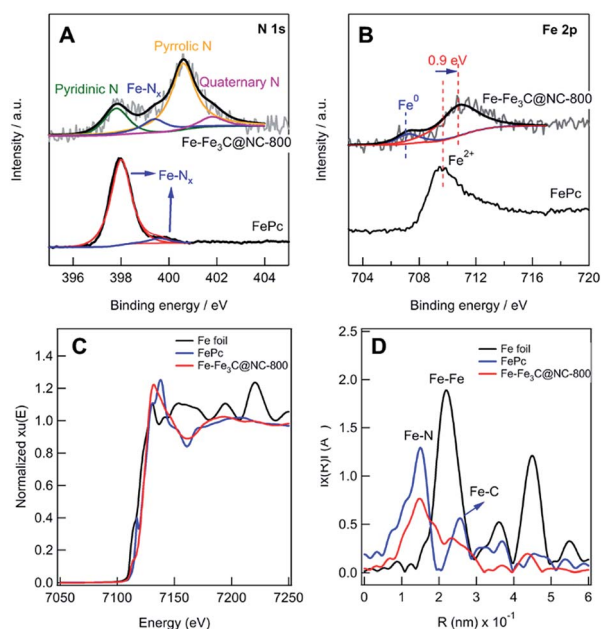 A
N 1s
Pyrrolic N
Fe-Nx
Pyridinic N
Quaternary N
Fe-Fe3C@NC-800
Fe-Nx
FePc
Intensity / a.u.
396 398 400 402 404
Binding energy / eV
B
Fe 2p
0.9 eV
Fe0
Fe-Fe3C@NC-800
Fe2+
FePc
Intensity / a.u.
704 708 712 716 720
Binding energy / eV
C
Fe foil
FePc
Fe-Fe3C@NC-800
Normalized xu(E)
1.4
1.2
1.0
0.8
0.6
0.4
0.2
0.0
7050 7100 7150 7200 7250
Energy (eV)
D
Fe foil
FePc
Fe-Fe3C@NC-800
Fe-Fe
Fe-N
Fe-C
Ix(R)I (A
2.5
2.0
1.5
1.0
0.5
0.0
0 1 2 3 4 5 6
R (nm) x 10-1